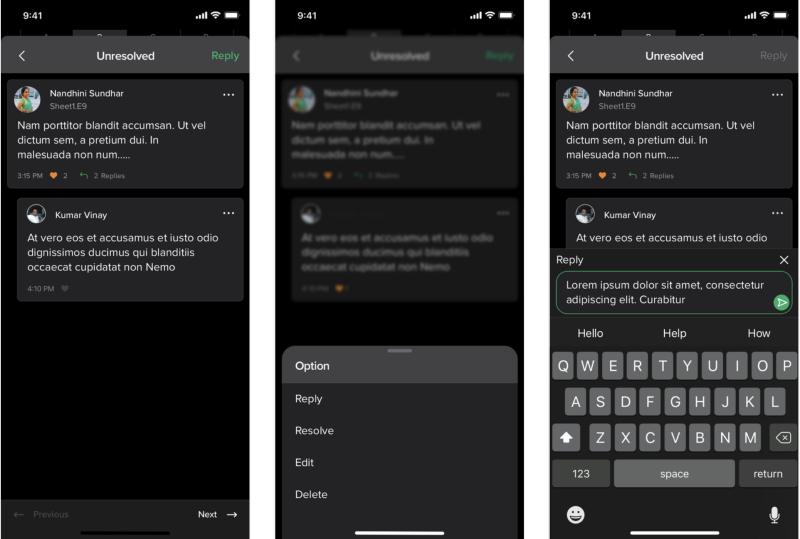 9:41
Unresolved
Reply
Nandhini Sundhar
Sheet1.E9
Nam porttitor blandit accumsan. Ut vel
dictum sem, a pretium dui. In
malesuada non num.....
3:15 PM 2 2 Replies
Kumar Vinay
At vero eos et accusamus et iusto odio
dignissimos ducimus qui blanditiis
occaecat cupidatat non Nemo
4:10 PM
Previous
Next
9:41
Unresolved
Reply
Nandhini Sundhar
Sheet1.E9
Nam porttitor blandit accumsan. Ut vel
dictum sem, a pretium dui. In
malesuada non num.....
3:15 PM 2 2 Replies
At vero eos et accusamus et iusto odio
dignissimos ducimus qui blanditiis
occaecat cupidatat non Nemo
4:10 PM
Option
Reply
Resolve
Edit
Delete
9:41
Unresolved
Reply
Nandhini Sundhar
Sheet1.E9
Nam porttitor blandit accumsan. Ut vel
dictum sem, a pretium dui. In
malesuada non num.....
3:15 PM 2 2 Replies
Kumar Vinay
At vero eos et accusamus et iusto odio
Reply
Lorem ipsum dolor sit amet, consectetur
adipiscing elit. Curabitur
Hello Help How
Q W E R T Y U I O P
A S D F G H J K L
Z X C V B N M
123 space return